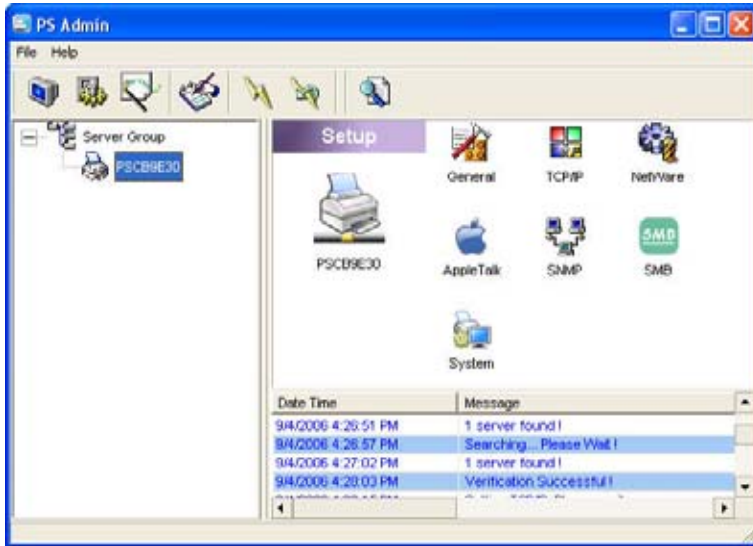 PS Admin
File Help
Server Group
PSCB9E30
Setup
PSCB9E30
General
TCP/IP
NetWare
AppleTalk
SNMP
SMB
SMB
System
Date Time Message
9/4/2006 4:26:51 PM 1 server found !
9/4/2006 4:26:57 PM Searching... Please Wait !
9/4/2006 4:27:02 PM 1 server found !
9/4/2006 4:28:03 PM Verification Successful !